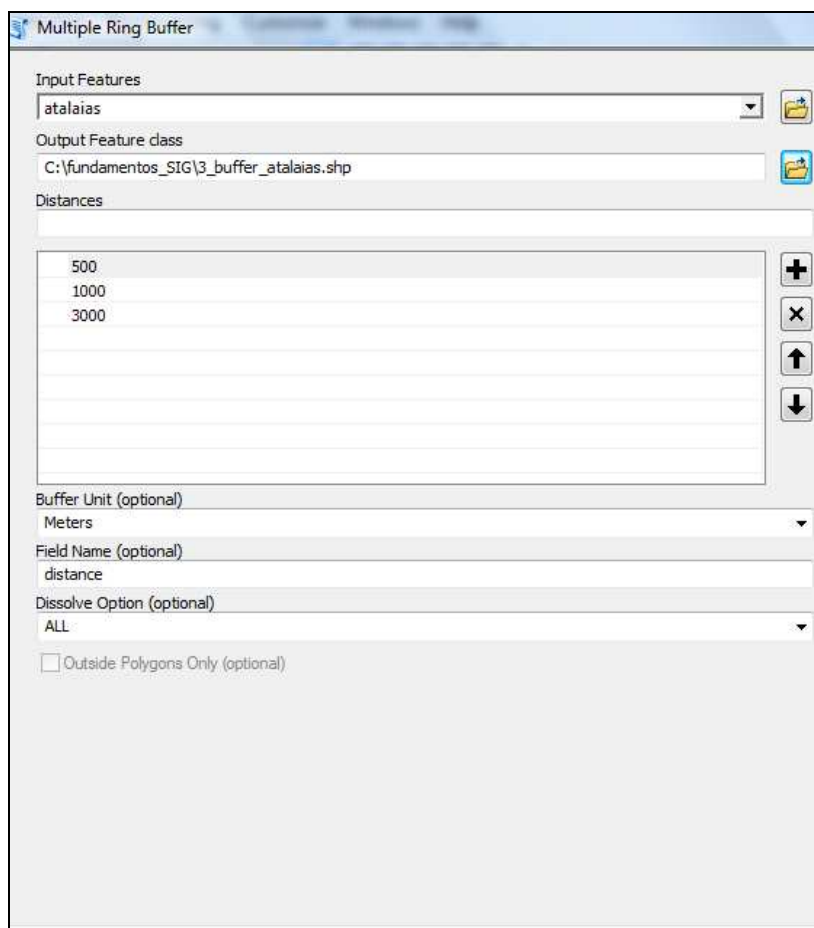 Multiple Ring Buffer
Input Features
atalaias
Output Feature class
C:\fundamentos_SIG\3_buffer_atalaias.shp
Distances
500
1000
3000
Buffer Unit (optional)
Meters
Field Name (optional)
distance
Dissolve Option (optional)
ALL
Outside Polygons Only (optional)